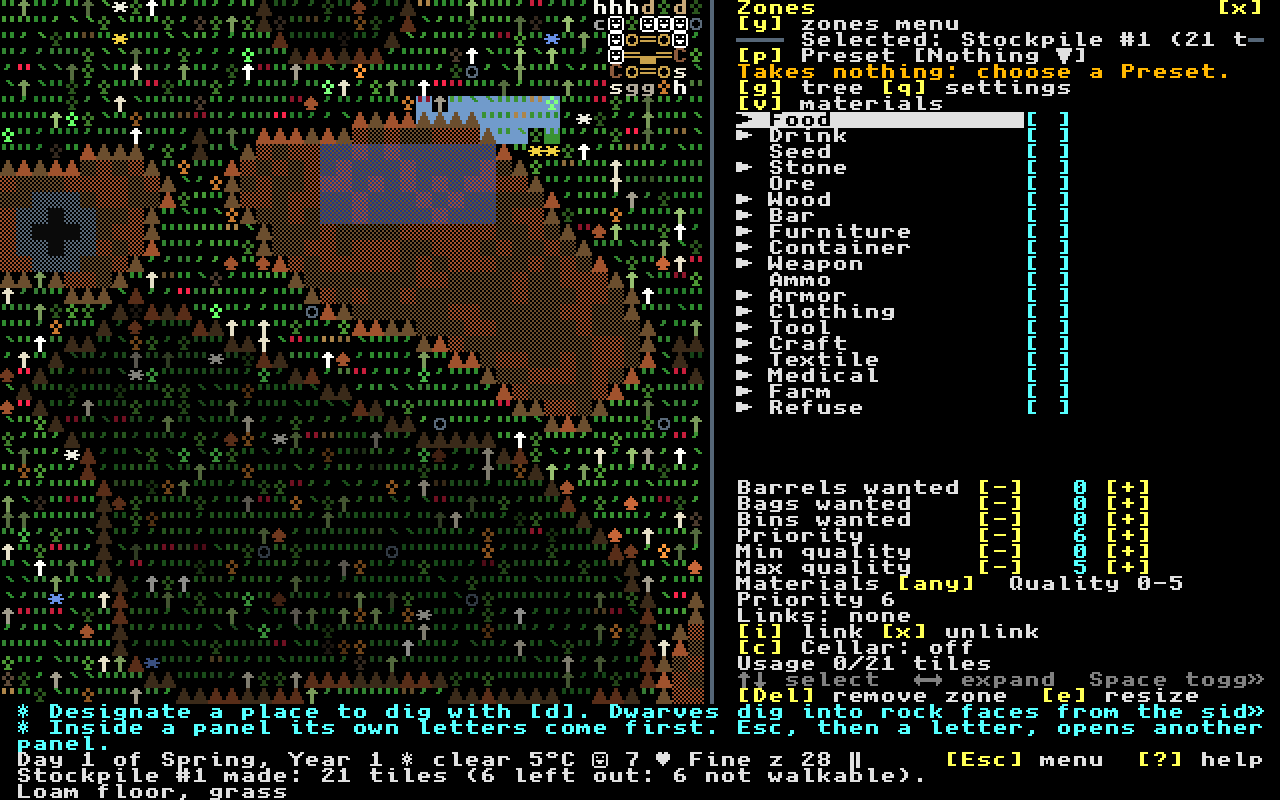 Zones [x]
[y] zones menu
Selected: Stockpile #1 (21 t
[p] Preset [Nothing ▼]
Takes nothing: choose a Preset.
[g] tree [q] settings
[v] materials
► Food [ ]
► Drink [ ]
Seed [ ]
► Stone [ ]
Ore [ ]
► Wood [ ]
► Bar [ ]
► Furniture [ ]
► Container [ ]
► Weapon [ ]
Ammo [ ]
► Armor [ ]
► Clothing [ ]
► Tool [ ]
► Craft [ ]
► Textile [ ]
► Medical [ ]
► Farm [ ]
► Refuse [ ]
Barrels wanted [-] 0 [+]
Bags wanted [-] 0 [+]
Bins wanted [-] 0 [+]
Priority [-] 6 [+]
Min quality [-] 0 [+]
Max quality [-] 5 [+]
Materials [any] Quality 0-5
Priority 6
Links: none
[i] link [x] unlink
[c] Cellar: off
Usage 0/21 tiles
↑↓ select ↔ expand Space togg»
[Del] remove zone [e] resize
* Designate a place to dig with [d]. Dwarves dig into rock faces from the sid»
* Inside a panel its own letters come first. Esc, then a letter, opens another
panel.
Day 1 of Spring, Year 1 * clear 5°C ☺ 7 ♥ Fine z 28 ‖ [Esc] menu [?] help
Stockpile #1 made: 21 tiles (6 left out: 6 not walkable).
Loam floor, grass